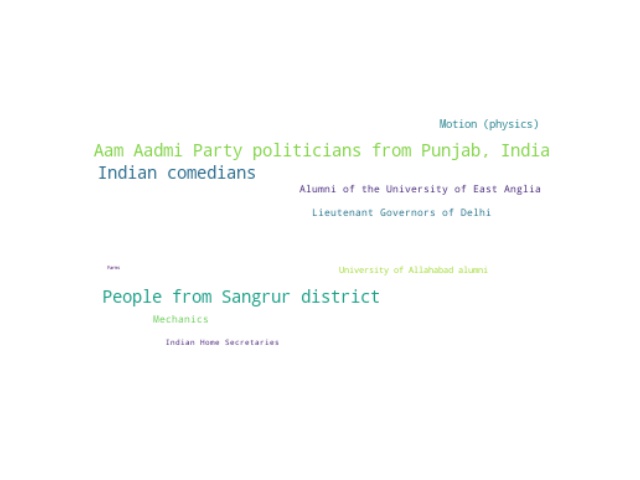 Motion (physics)
Aam Aadmi Party politicians from Punjab, India
Indian comedians
Alumni of the University of East Anglia
Lieutenant Governors of Delhi
University of Allahabad alumni
People from Sangrur district
Mechanics
Indian Home Secretaries